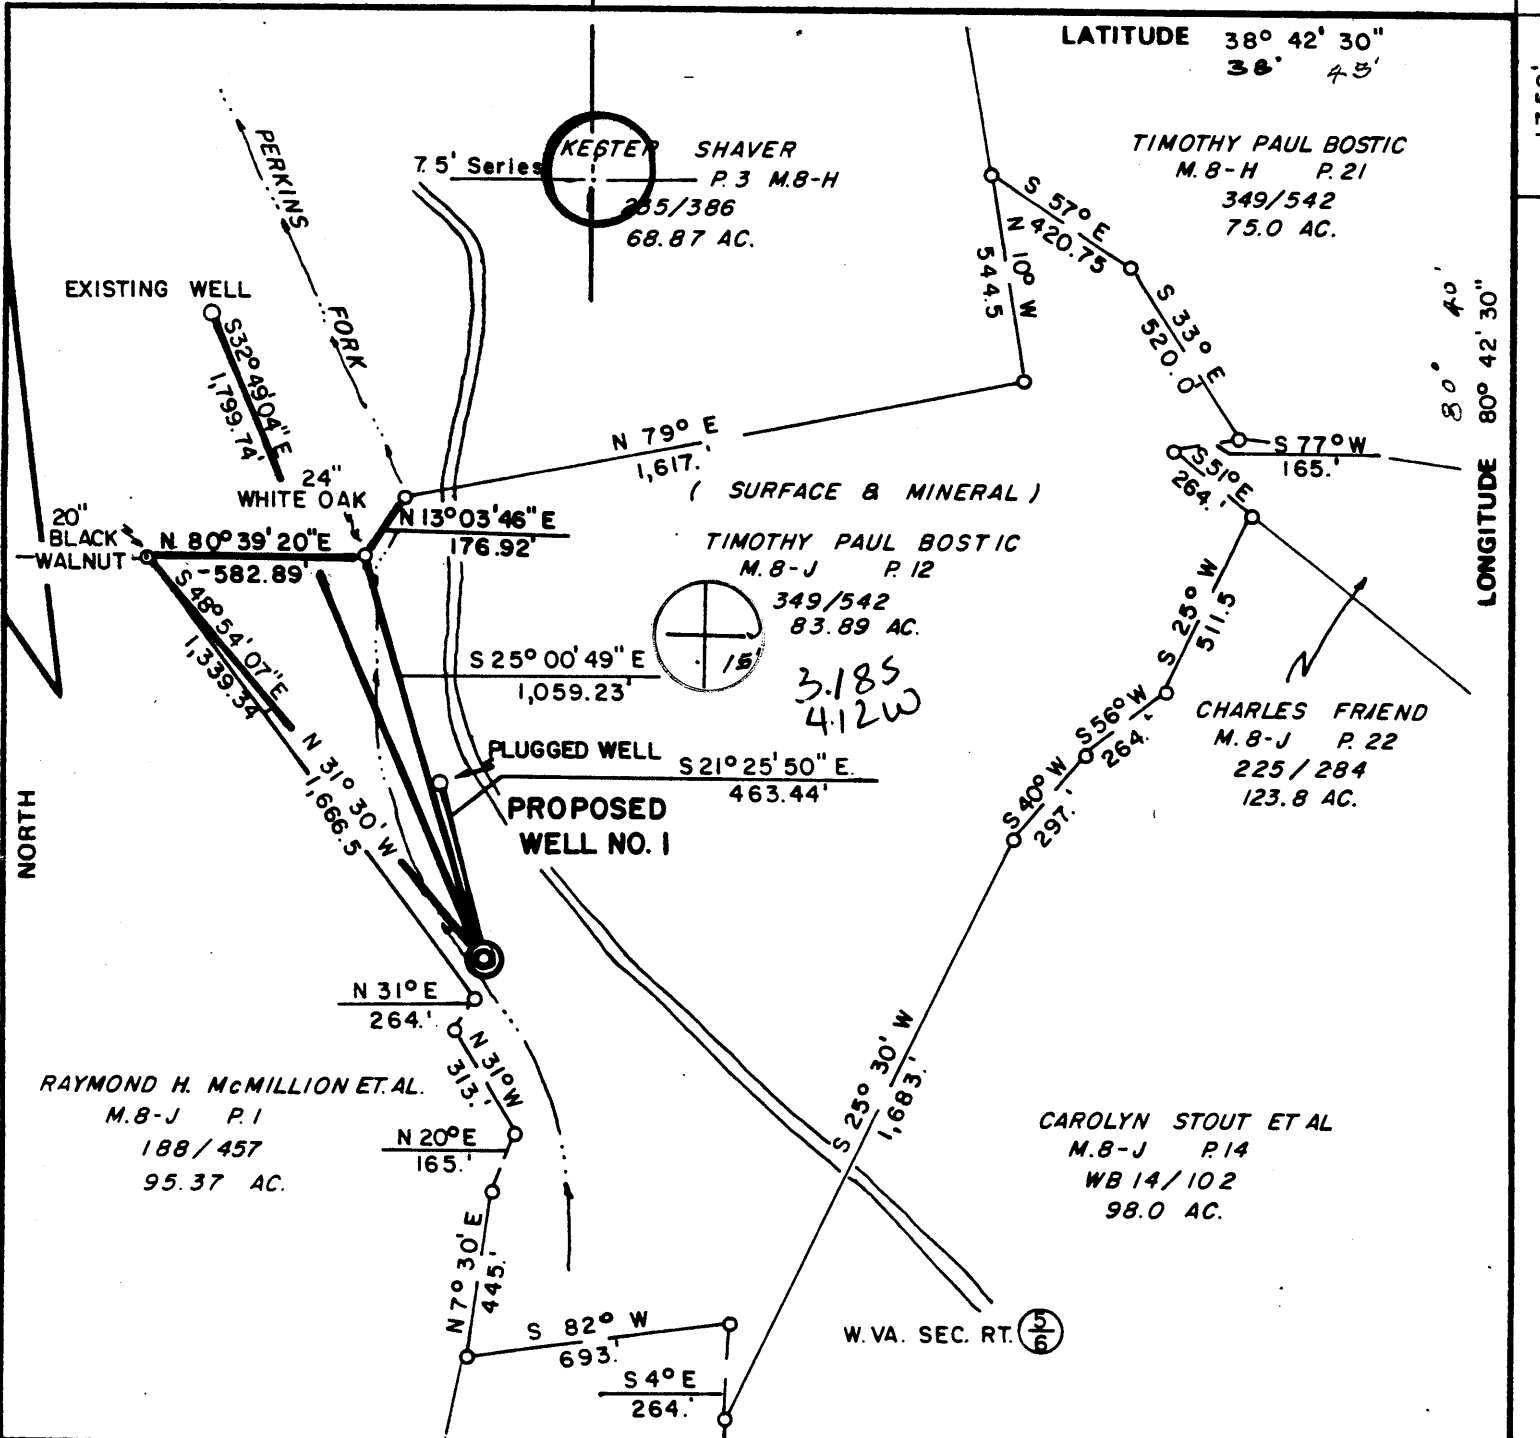 LATITUDE 38° 42' 30"
38° 45'
KESTER SHAVER
7.5' Series
P. 3 M.8-H
235/386
68.87 AC.
TIMOTHY PAUL BOSTIC
M. 8-H P. 21
349/542
75.0 AC.
PERKINS
FORK
S 57° E
420.75
N 10° W
544.5
S 33° E
520.0'
EXISTING WELL
S32°49'04"E
1,799.74'
80° 40'
LONGITUDE 80° 42' 30"
N 79° E
1,617.'
S 77° W
165.'
S 51° E
264.'
24"
WHITE OAK
( SURFACE & MINERAL )
20"
BLACK
WALNUT
N 80° 39' 20" E
582.89'
N 13° 03' 46" E
176.92'
TIMOTHY PAUL BOSTIC
M. 8-J P. 12
349/542
83.89 AC.
S 48° 54' 07" E
1,339.34
15'
S 25° 00' 49" E
1,059.23'
3.18S
4.12W
S 25° W
511.5
S 56° W
264.'
CHARLES FRIEND
M. 8-J P. 22
225/284
123.8 AC.
N 31° 30' W
1,666.5
PLUGGED WELL
S 21° 25' 50" E.
463.44'
PROPOSED
WELL NO. 1
S 40° W
297.'
NORTH
N 31° E
264.'
N 31° W
313.'
RAYMOND H. McMILLION ET. AL.
M. 8-J P. 1
188/457
95.37 AC.
N 20° E
165.'
S 25° 30' W
1,683.'
CAROLYN STOUT ET AL
M. 8-J P. 14
WB 14/102
98.0 AC.
N 7° 30' E
445.'
S 82° W
693.'
W. VA. SEC. RT. 5/6
S 4° E
264.'